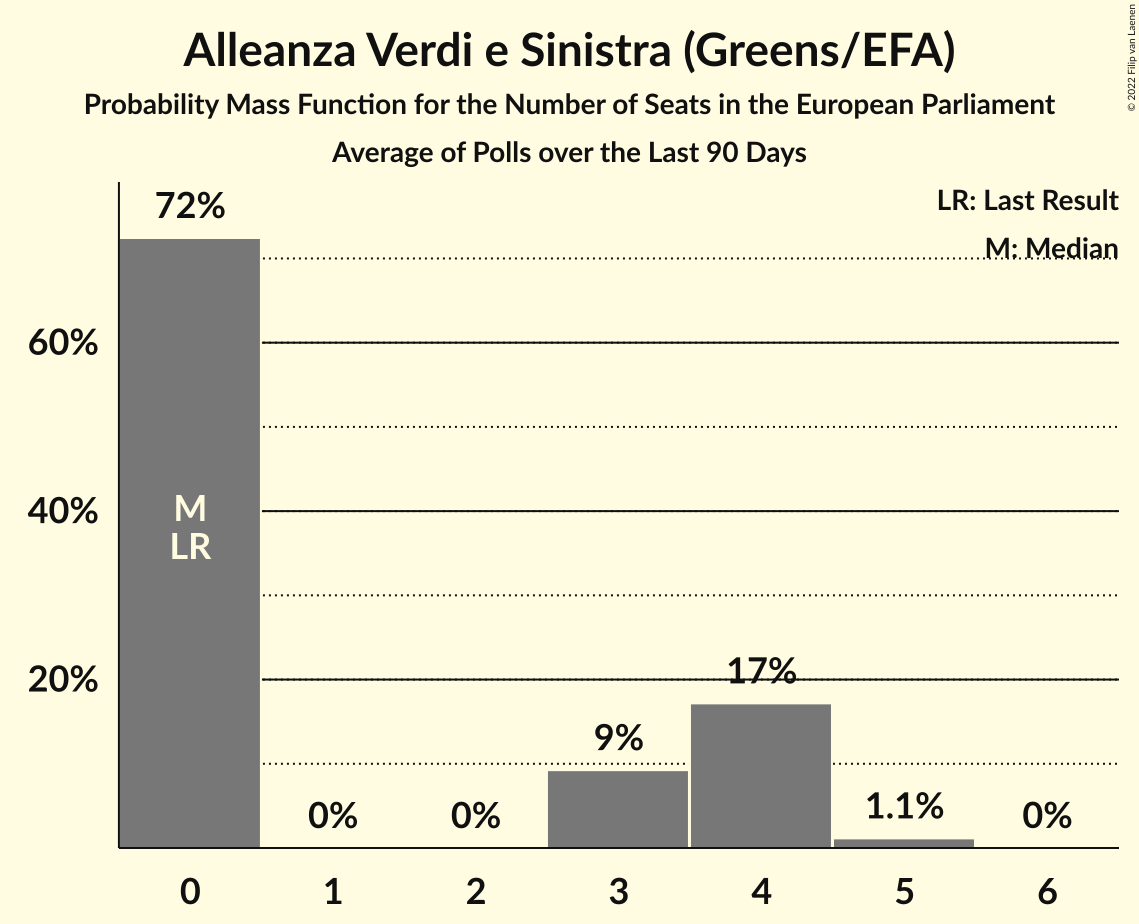 Alleanza Verdi e Sinistra (Greens/EFA)
Probability Mass Function for the Number of Seats in the European Parliament
Average of Polls over the Last 90 Days
© 2022 Filip van Laenen
LR: Last Result
M: Median
72%
60%
40%
20%
M
LR
0%
0%
9%
17%
1.1%
0%
0
1
2
3
4
5
6